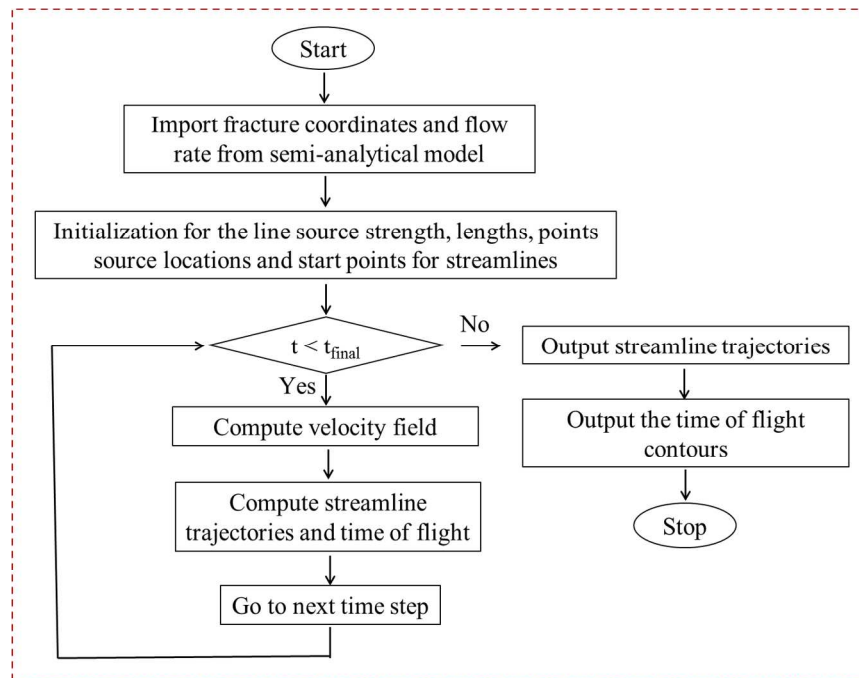 Start
Import fracture coordinates and flow
rate from semi-analytical model
Initialization for the line source strength, lengths, points
source locations and start points for streamlines
t < t_final
No
Yes
Output streamline trajectories
Compute velocity field
Output the time of flight
contours
Compute streamline
trajectories and time of flight
Stop
Go to next time step